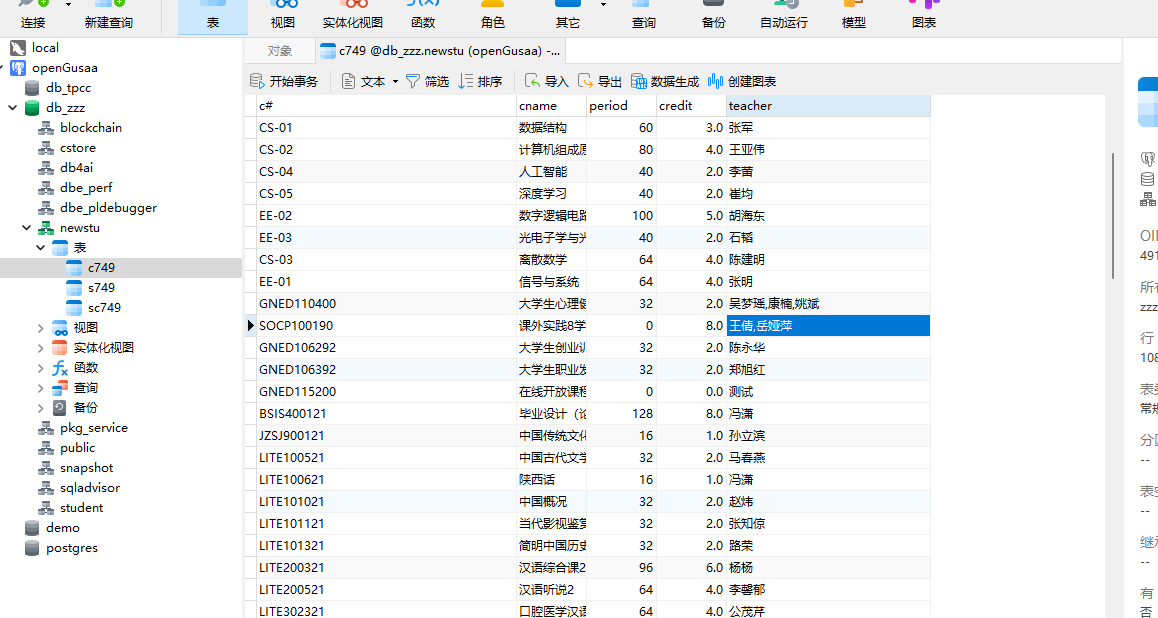 连接 新建查询 表 视图 实体化视图 函数 角色 其它 查询 备份 自动运行 模型 图表
local
openGusaa
db_tpcc
db_zzz
blockchain
cstore
db4ai
dbe_perf
dbe_pldebugger
newstu
表
c749
s749
sc749
视图
实体化视图
函数
查询
备份
pkg_service
public
snapshot
sqladvisor
student
demo
postgres
对象 c749 @db_zzz.newstu (openGusaa) -...
开始事务 文本 筛选 排序 导入 导出 数据生成 创建图表
c# cname period credit teacher
CS-01 数据结构 60 3.0 张军
CS-02 计算机组成原 80 4.0 王亚伟
CS-04 人工智能 40 2.0 李蕾
CS-05 深度学习 40 2.0 崔均
EE-02 数字逻辑电路 100 5.0 胡海东
EE-03 光电子学与光 40 2.0 石韬
CS-03 离散数学 64 4.0 陈建明
EE-01 信号与系统 64 4.0 张明
GNED110400 大学生心理健 32 2.0 吴梦瑶,康楠,姚斌
SOCP100190 课外实践8学 0 8.0 王倩,岳娅萍
GNED106292 大学生创业训 32 2.0 陈永华
GNED106392 大学生职业发 32 2.0 郑旭红
GNED115200 在线开放课程 0 0.0 测试
BSIS400121 毕业设计（论 128 8.0 冯潇
JZSJ900121 中国传统文化 16 1.0 孙立滨
LITE100521 中国古代文学 32 2.0 马春燕
LITE100621 陕西话 16 1.0 冯潇
LITE101021 中国概况 32 2.0 赵炜
LITE101121 当代影视鉴赏 32 2.0 张知倞
LITE101321 简明中国历史 32 2.0 路荣
LITE200321 汉语综合课2 96 6.0 杨杨
LITE200521 汉语听说2 64 4.0 李馨郁
LITE302321 口腔医学汉语 64 4.0 公茂芹
OID
491
所有
zzz
行
108
表类
常规
分区
--
表空
--
继承
--
有
否